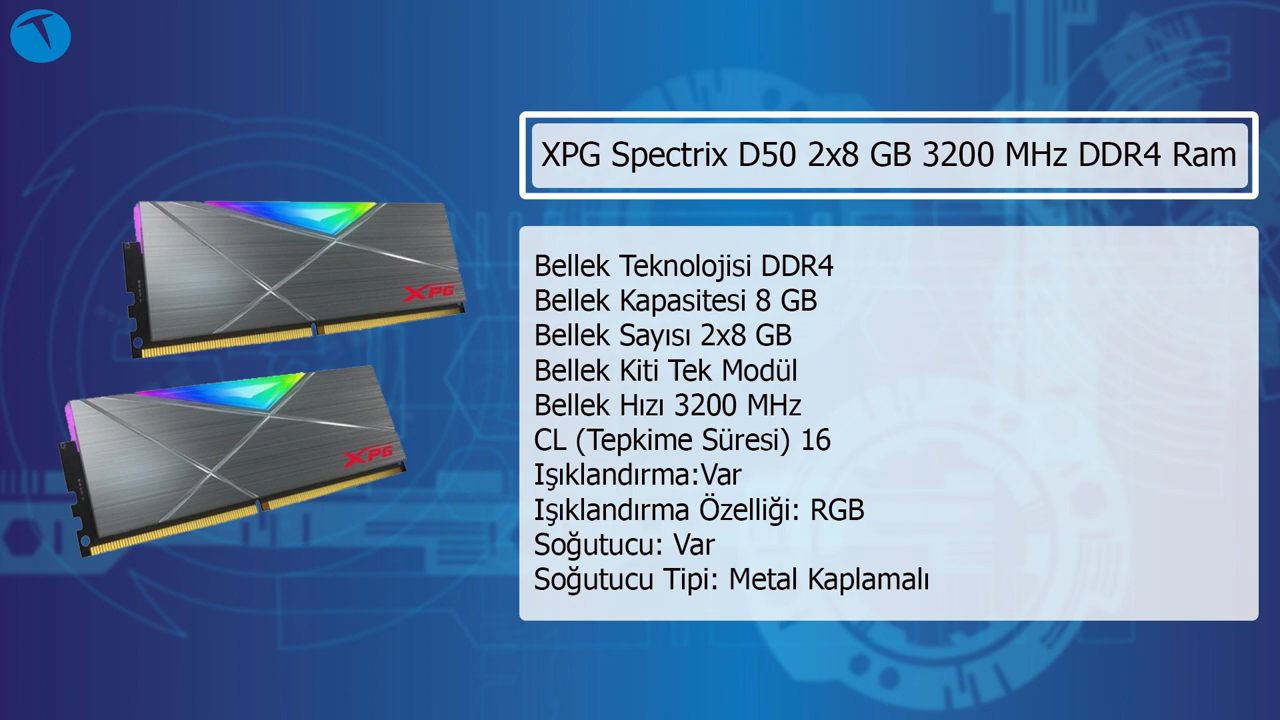 XPG Spectrix D50 2x8 GB 3200 MHz DDR4 Ram
Bellek Teknolojisi DDR4
Bellek Kapasitesi 8 GB
Bellek Sayısı 2x8 GB
Bellek Kiti Tek Modül
Bellek Hızı 3200 MHz
CL (Tepkime Süresi) 16
Işıklandırma:Var
Işıklandırma Özelliği: RGB
Soğutucu: Var
Soğutucu Tipi: Metal Kaplamalı
XPG
XPG